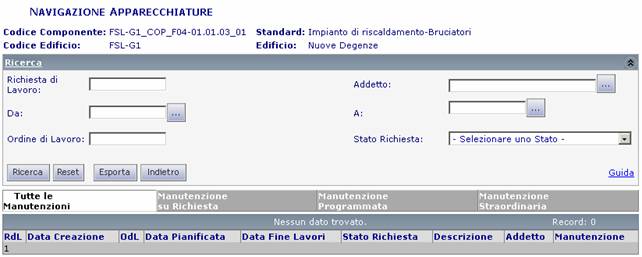 Navigazione Apparecchiature
Codice Componente: FSL-G1_COP_F04-01.01.03_01 Standard: Impianto di riscaldamento-Bruciatori
Codice Edificio: FSL-G1 Edificio: Nuove Degenze
Ricerca
Richiesta di Lavoro: Addetto: ...
Da: ... A: ...
Ordine di Lavoro: Stato Richiesta: - Selezionare uno Stato -
Ricerca Reset Esporta Indietro Guida
Tutte le Manutenzioni Manutenzione su Richiesta Manutenzione Programmata Manutenzione Straordinaria
Nessun dato trovato. Record: 0
RdL Data Creazione OdL Data Pianificata Data Fine Lavori Stato Richiesta Descrizione Addetto Manutenzione
1